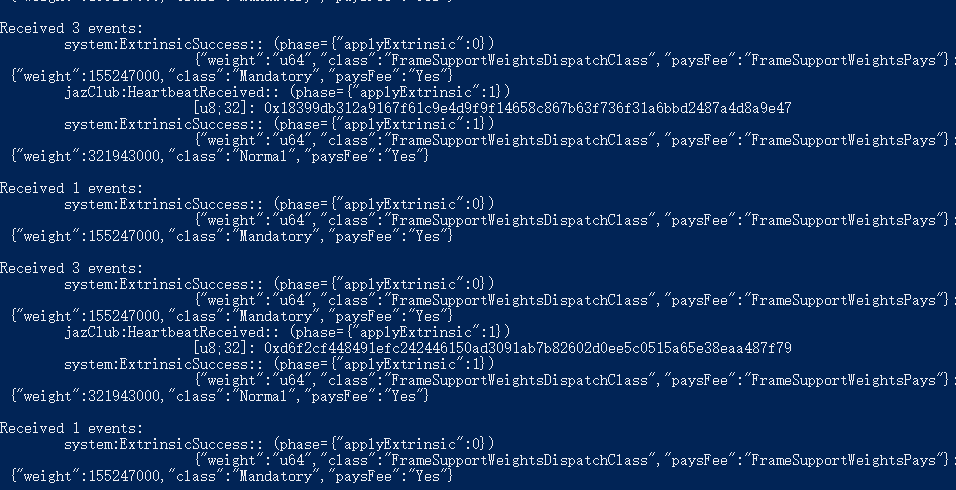 Received 3 events:
system:ExtrinsicSuccess:: (phase={"applyExtrinsic":0})
{"weight":"u64","class":"FrameSupportWeightsDispatchClass","paysFee":"FrameSupportWeightsPays"}:
{"weight":155247000,"class":"Mandatory","paysFee":"Yes"}
jazClub:HeartbeatReceived:: (phase={"applyExtrinsic":1})
[u8;32]: 0x18399db312a9167f61c9e4d9f9f14658c867b63f736f31a6bbd2487a4d8a9e47
system:ExtrinsicSuccess:: (phase={"applyExtrinsic":1})
{"weight":"u64","class":"FrameSupportWeightsDispatchClass","paysFee":"FrameSupportWeightsPays"}:
{"weight":321943000,"class":"Normal","paysFee":"Yes"}
Received 1 events:
system:ExtrinsicSuccess:: (phase={"applyExtrinsic":0})
{"weight":"u64","class":"FrameSupportWeightsDispatchClass","paysFee":"FrameSupportWeightsPays"}:
{"weight":155247000,"class":"Mandatory","paysFee":"Yes"}
Received 3 events:
system:ExtrinsicSuccess:: (phase={"applyExtrinsic":0})
{"weight":"u64","class":"FrameSupportWeightsDispatchClass","paysFee":"FrameSupportWeightsPays"}:
{"weight":155247000,"class":"Mandatory","paysFee":"Yes"}
jazClub:HeartbeatReceived:: (phase={"applyExtrinsic":1})
[u8;32]: 0xd6f2cf448491efc242446150ad3091ab7b82602d0ee5c0515a65e38eaa487f79
system:ExtrinsicSuccess:: (phase={"applyExtrinsic":1})
{"weight":"u64","class":"FrameSupportWeightsDispatchClass","paysFee":"FrameSupportWeightsPays"}:
{"weight":321943000,"class":"Normal","paysFee":"Yes"}
Received 1 events:
system:ExtrinsicSuccess:: (phase={"applyExtrinsic":0})
{"weight":"u64","class":"FrameSupportWeightsDispatchClass","paysFee":"FrameSupportWeightsPays"}:
{"weight":155247000,"class":"Mandatory","paysFee":"Yes"}